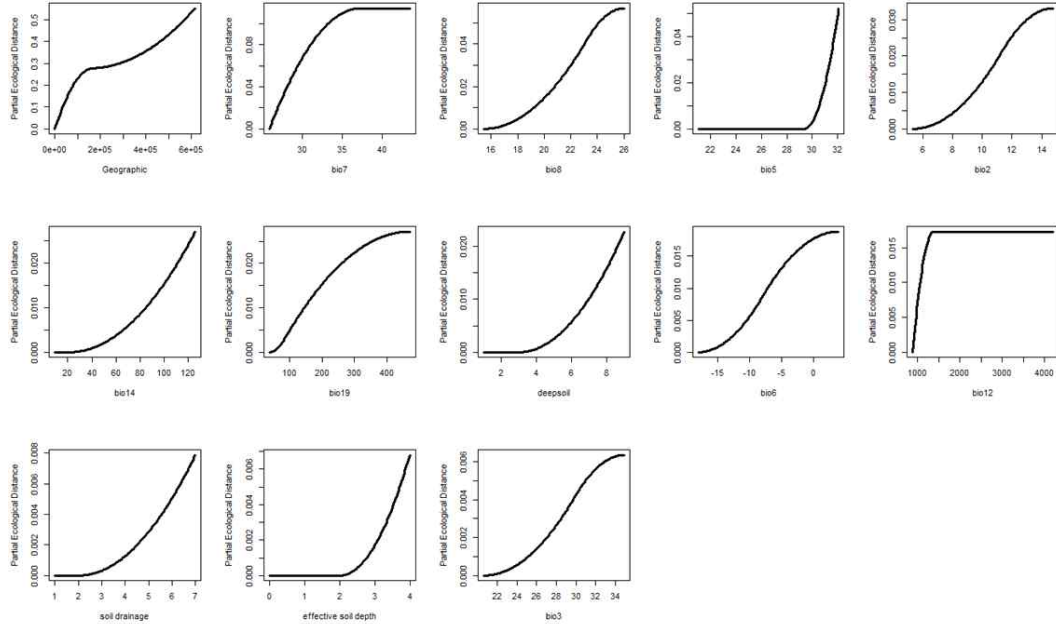 Partial Ecological Distance
0.0 0.1 0.2 0.3 0.4 0.5
0e+00 2e+05 4e+05 6e+05
Geographic
Partial Ecological Distance
0.00 0.04 0.08
30 35 40
bio7
Partial Ecological Distance
0.00 0.02 0.04
16 18 20 22 24 26
bio8
Partial Ecological Distance
0.00 0.02 0.04
22 24 26 28 30 32
bio5
Partial Ecological Distance
0.000 0.010 0.020 0.030
6 8 10 12 14
bio2
Partial Ecological Distance
0.000 0.010 0.020
20 40 60 80 100 120
bio14
Partial Ecological Distance
0.000 0.010 0.020
100 200 300 400
bio19
Partial Ecological Distance
0.000 0.010 0.020
2 4 6 8
deepsoil
Partial Ecological Distance
0.000 0.005 0.010 0.015
-15 -10 -5 0
bio6
Partial Ecological Distance
0.000 0.005 0.010 0.015
1000 2000 3000 4000
bio12
Partial Ecological Distance
0.000 0.002 0.004 0.006 0.008
1 2 3 4 5 6 7
soil drainage
Partial Ecological Distance
0.000 0.002 0.004 0.006
0 1 2 3 4
effective soil depth
Partial Ecological Distance
0.000 0.002 0.004 0.006
22 24 26 28 30 32 34
bio3